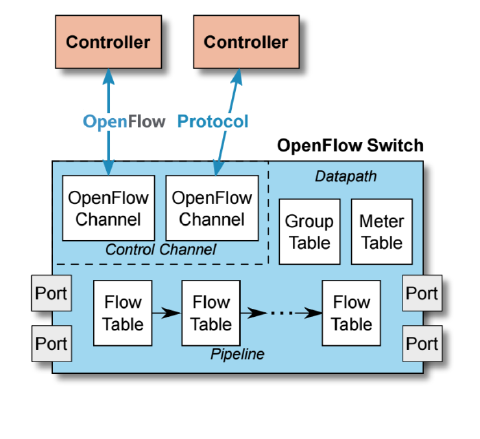 Controller
Controller
OpenFlow Protocol
OpenFlow Switch
Datapath
OpenFlow
Channel
OpenFlow
Channel
Control Channel
Group
Table
Meter
Table
Port
Port
Flow
Table
Flow
Table
...
Flow
Table
Pipeline
Port
Port